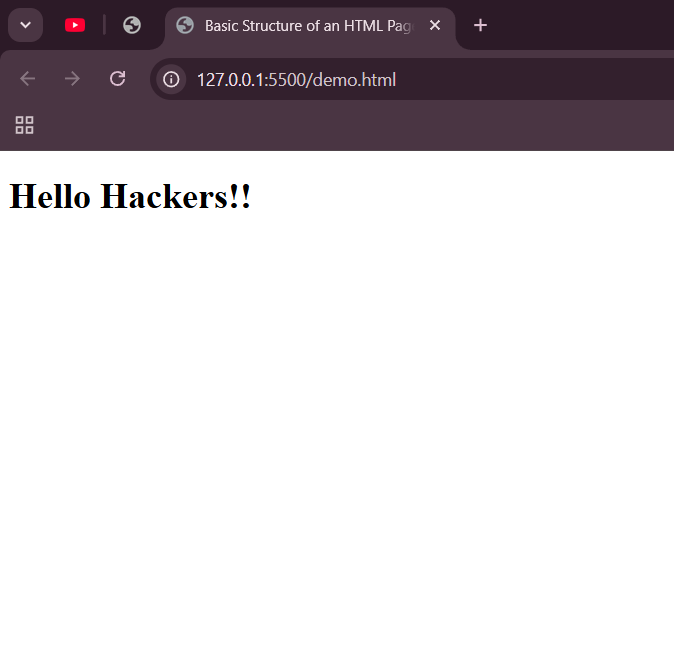 Basic Structure of an HTML Pag
127.0.0.1:5500/demo.html
Hello Hackers!!